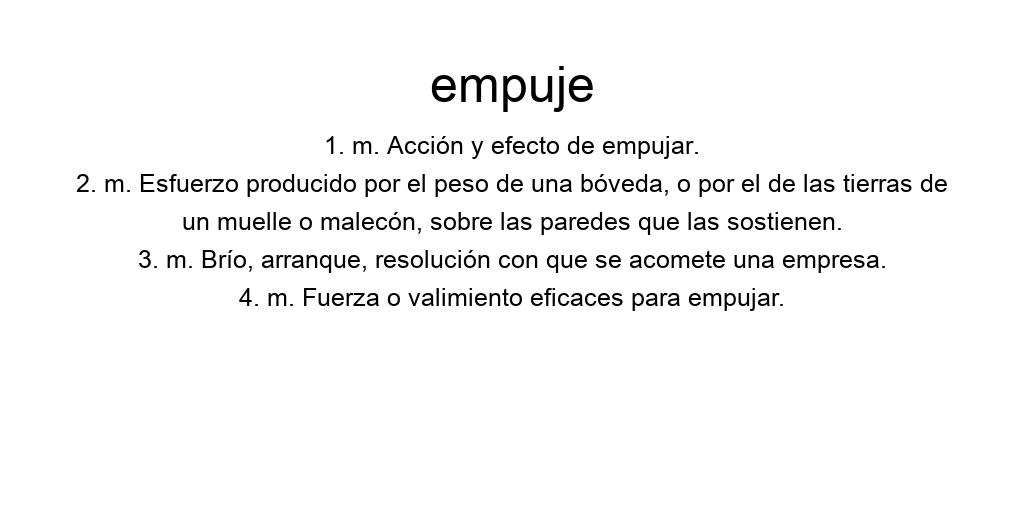 empuje
1. m. Acción y efecto de empujar.
2. m. Esfuerzo producido por el peso de una bóveda, o por el de las tierras de
un muelle o malecón, sobre las paredes que las sostienen.
3. m. Brío, arranque, resolución con que se acomete una empresa.
4. m. Fuerza o valimiento eficaces para empujar.